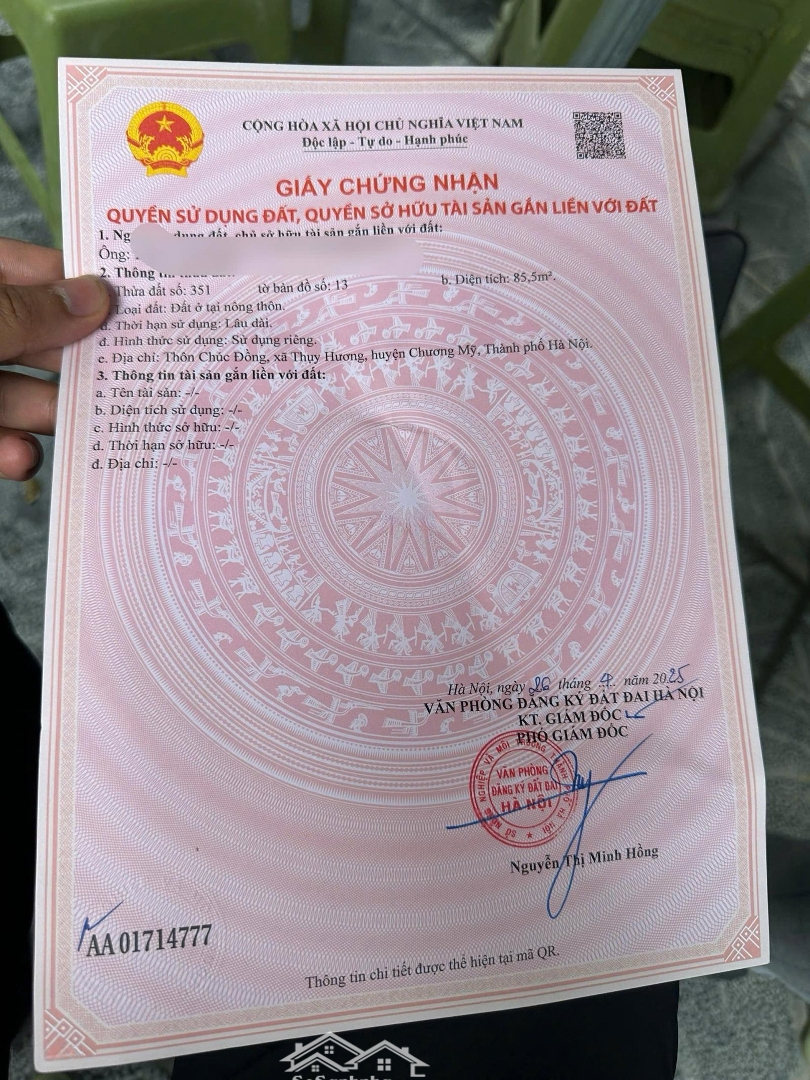 CỘNG HÒA XÃ HỘI CHỦ NGHĨA VIỆT NAM
Độc lập - Tự do - Hạnh phúc
GIẤY CHỨNG NHẬN
QUYỀN SỬ DỤNG ĐẤT, QUYỀN SỞ HỮU TÀI SẢN GẮN LIỀN VỚI ĐẤT
1. dụng đất, chủ sở hữu tài sản gắn liền với đất:
Ông:
2. Thông tin
Thửa đất số: 351 tờ bản đồ số: 13 b. Diện tích: 85,5m².
Loại đất: Đất ở tại nông thôn.
d. Thời hạn sử dụng: Lâu dài.
đ. Hình thức sử dụng: Sử dụng riêng.
e. Địa chỉ: Thôn Chúc Đồng, xã Thụy Hương, huyện Chương Mỹ, Thành phố Hà Nội.
3. Thông tin tài sản gắn liền với đất:
a. Tên tài sản: -/-
b. Diện tích sử dụng: -/-
c. Hình thức sở hữu: -/-
d. Thời hạn sở hữu: -/-
đ. Địa chỉ: -/-
Hà Nội, ngày 26 tháng 4 năm 2025
VĂN PHÒNG ĐĂNG KÝ ĐẤT ĐAI HÀ NỘI
KT. GIÁM ĐỐC
PHÓ GIÁM ĐỐC
VĂN PHÒNG
ĐĂNG KÝ ĐẤT ĐAI
HÀ NỘI
Nguyễn Thị Minh Hồng
AA 01714777
Thông tin chi tiết được thể hiện tại mã QR.